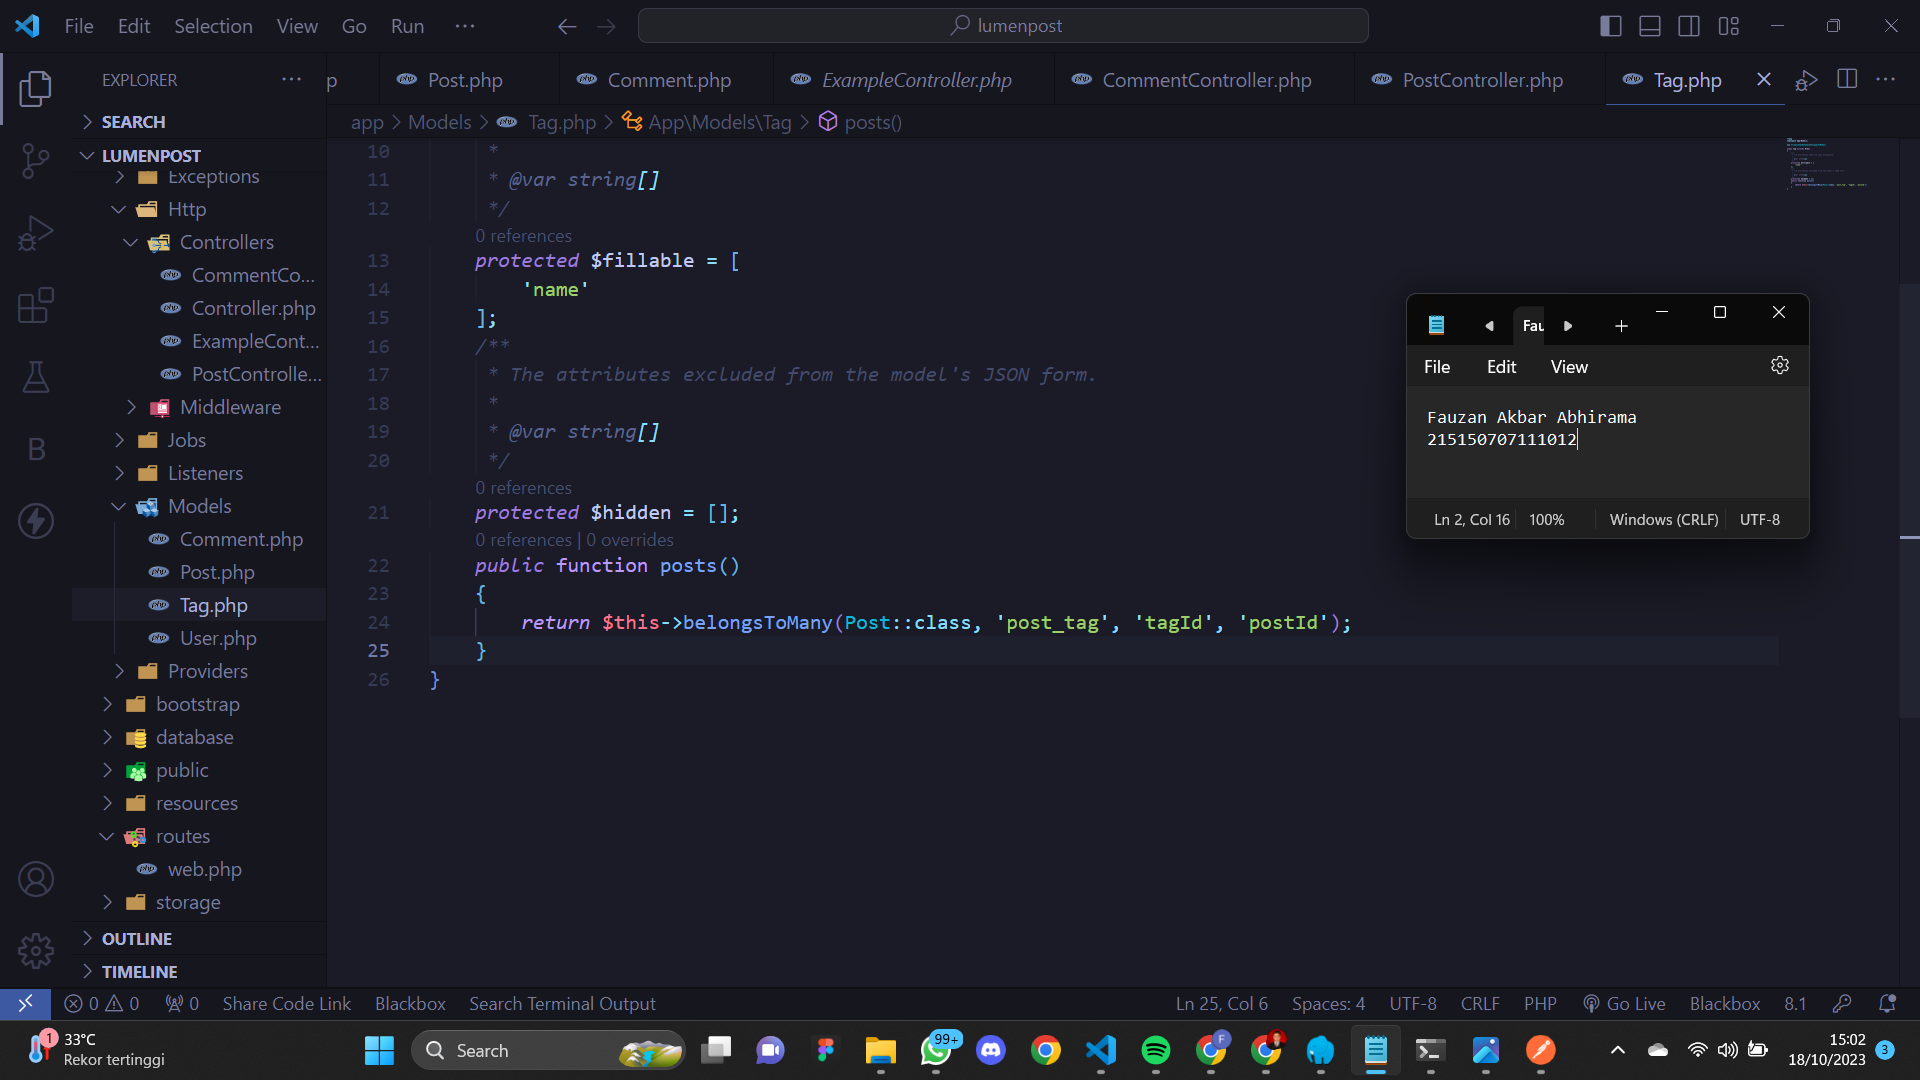 File Edit Selection View Go Run ···
lumenpost
EXPLORER ···
p Post.php Comment.php ExampleController.php CommentController.php PostController.php Tag.php
SEARCH
app > Models > Tag.php > App\Models\Tag > posts()
LUMENPOST
Exceptions
Http
Controllers
CommentCo...
Controller.php
ExampleCont...
PostControlle...
Middleware
Jobs
Listeners
Models
Comment.php
Post.php
Tag.php
User.php
Providers
bootstrap
database
public
resources
routes
web.php
storage
OUTLINE
TIMELINE
10 *
11 * @var string[]
12 */
0 references
13 protected $fillable = [
14 'name'
15 ];
16 /**
17 * The attributes excluded from the model's JSON form.
18 *
19 * @var string[]
20 */
0 references
21 protected $hidden = [];
0 references | 0 overrides
22 public function posts()
23 {
24 return $this->belongsToMany(Post::class, 'post_tag', 'tagId', 'postId');
25 }
26 }
Fau
File Edit View
Fauzan Akbar Abhirama
215150707111012
Ln 2, Col 16 100% Windows (CRLF) UTF-8
0 0 0 Share Code Link Blackbox Search Terminal Output Ln 25, Col 6 Spaces: 4 UTF-8 CRLF PHP Go Live Blackbox 8.1
1 33°C
Rekor tertinggi
Search
99+
F
15:02
18/10/2023
3